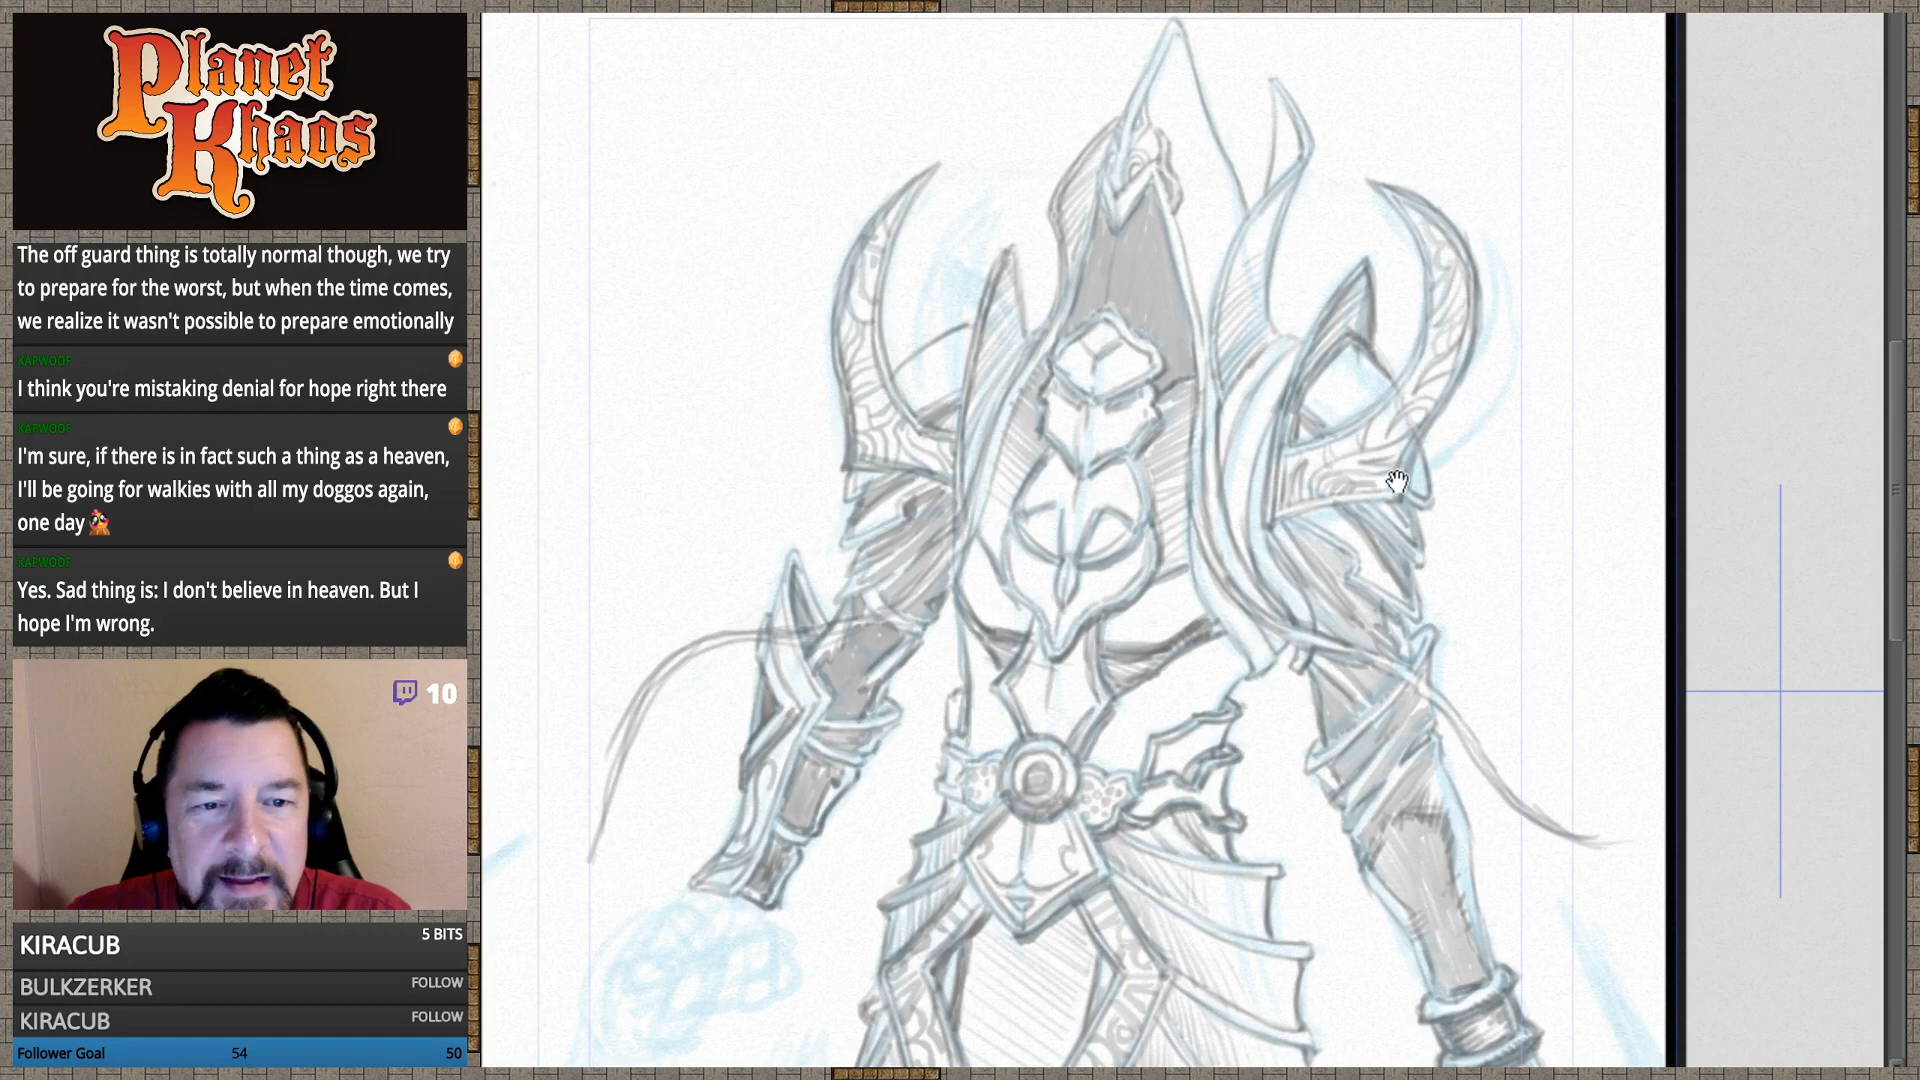 Planet
Khaos
The off guard thing is totally normal though, we try
to prepare for the worst, but when the time comes,
we realize it wasn't possible to prepare emotionally
KAPWOOF
I think you're mistaking denial for hope right there
KAPWOOF
I'm sure, if there is in fact such a thing as a heaven,
I'll be going for walkies with all my doggos again,
one day
KAPWOOF
Yes. Sad thing is: I don't believe in heaven. But I
hope I'm wrong.
10
KIRACUB 5 BITS
BULKZERKER FOLLOW
KIRACUB FOLLOW
Follower Goal 54 50